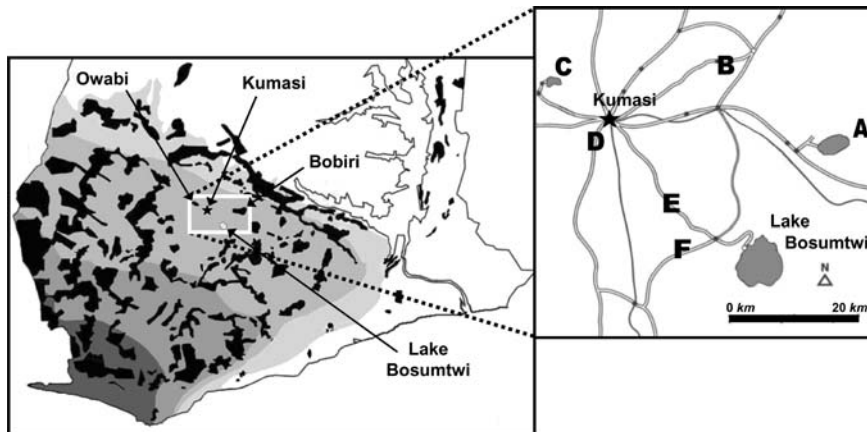 Owabi
Kumasi
Bobiri
Lake
Bosumtwi
C
B
Kumasi
A
D
E
Lake
Bosumtwi
F
N
0 km
20 km